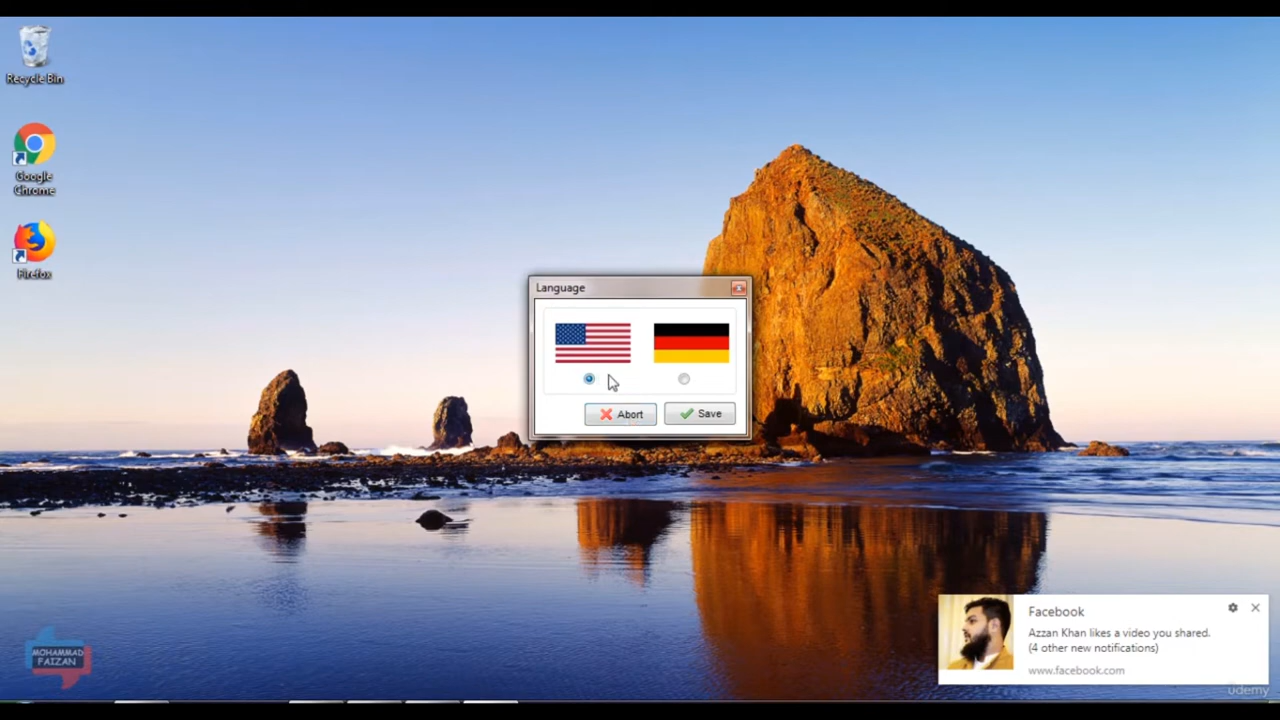 Recycle Bin
Google
Chrome
Firefox
Language
Abort
Save
Facebook
Azzan Khan likes a video you shared.
(4 other new notifications)
www.facebook.com
MOHAMMAD
FAIZAN
udemy